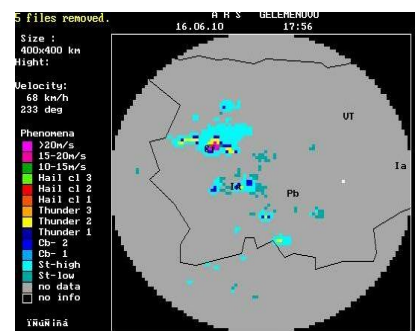 5 files removed.
A R S GELEMENOVO
16.06.10 17:56
Size :
400x400 km
Hight:
Velocity:
68 km/h
233 deg
Phenomena
>20m/s
15-20m/s
10-15m/s
Hail cl 3
Hail cl 2
Hail cl 1
Thunder 3
Thunder 2
Thunder 1
Cb- 2
Cb- 1
St-high
St-low
no data
no info
VT
Ia
Pb